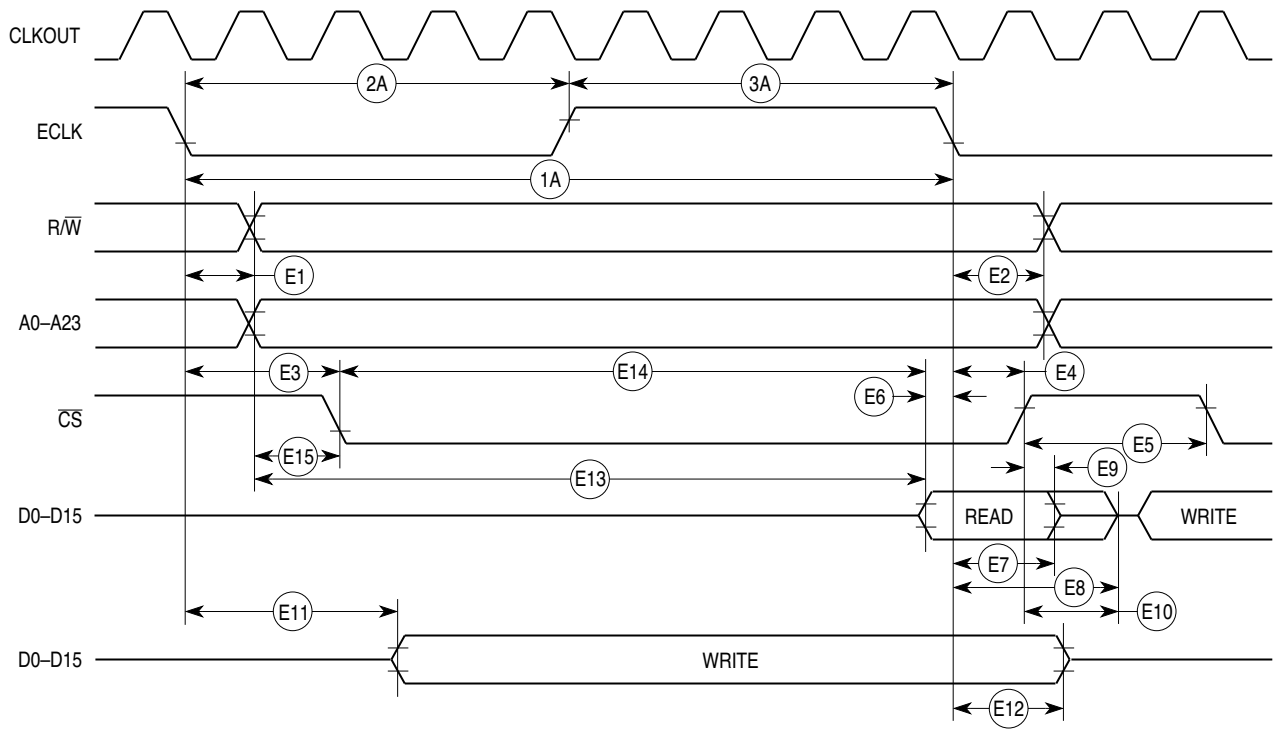 CLKOUT
2A 3A
ECLK
1A
R/W̅
E1 E2
A0–A23
E3 E14 E4
E6
C̅S̅
E15 E5
E9
E13
D0–D15 READ WRITE
E7
E8
E11 E10
D0–D15 WRITE
E12